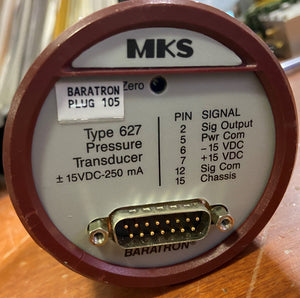 MKS
BARATRON
PLUG 105
Zero
Type 627
Pressure
Transducer
± 15VDC-250 mA
PIN SIGNAL
2 Sig Output
5 Pwr Com
6 -15 VDC
7 +15 VDC
12 Sig Com
15 Chassis
BARATRON®